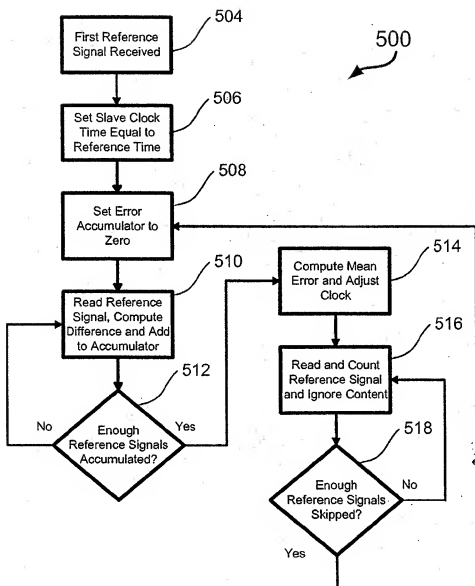 504
First Reference
Signal Received
500
506
Set Slave Clock
Time Equal to
Reference Time
508
Set Error
Accumulator to
Zero
510
Read Reference
Signal, Compute
Difference and Add
to Accumulator
512
No
Yes
Enough
Reference Signals
Accumulated?
514
Compute Mean
Error and Adjust
Clock
516
Read and Count
Reference Signal
and Ignore Content
518
Enough
Reference Signals
Skipped?
No
Yes